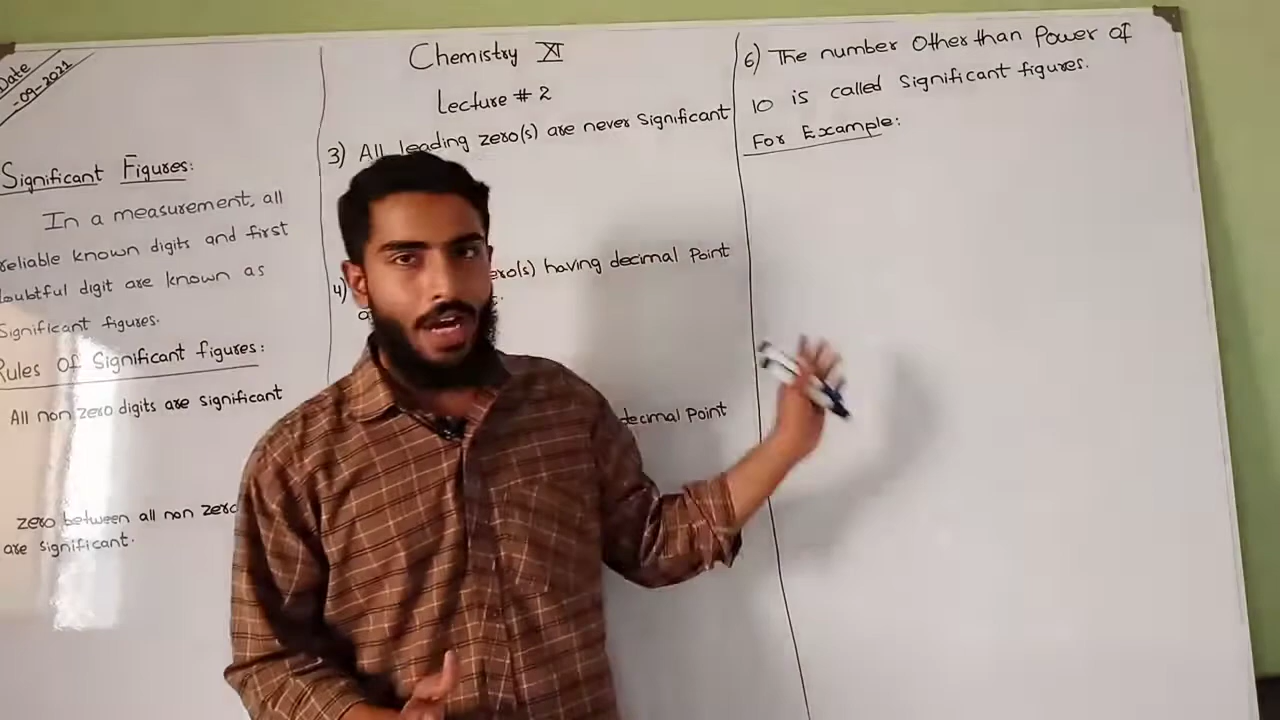 Date
-09-2021
Significant Figures:
In a measurement, all
reliable known digits and first
doubtful digit are known as
Significant figures.
Rules of Significant figures:
All non zero digits are significant
zero between all non zero
are significant.
Chemistry XI
Lecture # 2
3) All leading zero(s) are never Significant
4) ero(s) having decimal Point
decimal Point
6) The number Other than Power of
10 is called Significant figures.
For Example: